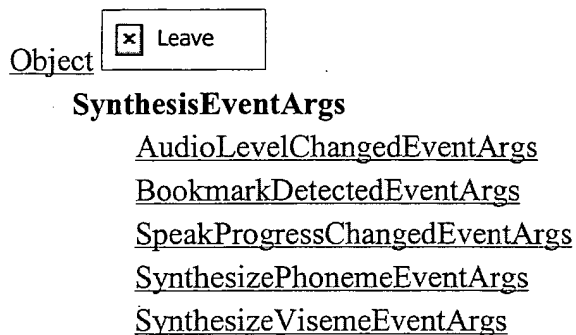 Object Leave
SynthesisEventArgs
AudioLevelChangedEventArgs
BookmarkDetectedEventArgs
SpeakProgressChangedEventArgs
SynthesizePhonemeEventArgs
SynthesizeVisemeEventArgs